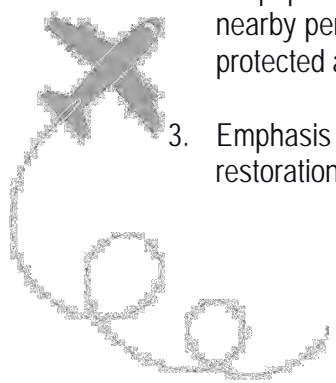 nearby per
protected a
3. Emphasis
restoration